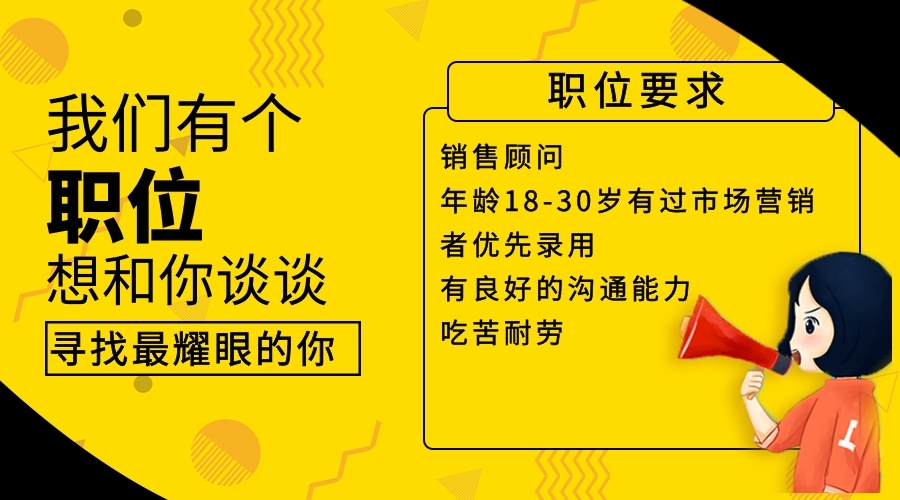 我们有个
职位
想和你谈谈
寻找最耀眼的你
职位要求
销售顾问
年龄18-30岁有过市场营销
者优先录用
有良好的沟通能力
吃苦耐劳